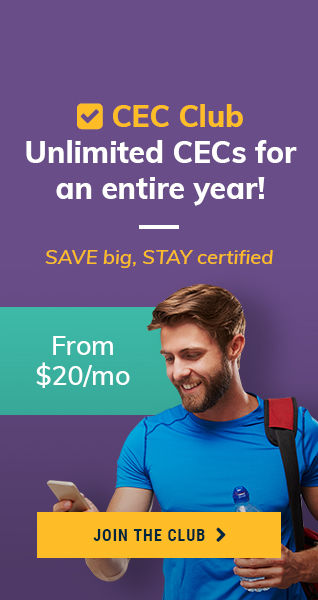 CEC Club
Unlimited CECs for
an entire year!
SAVE big, STAY certified
From
$20/mo
JOIN THE CLUB